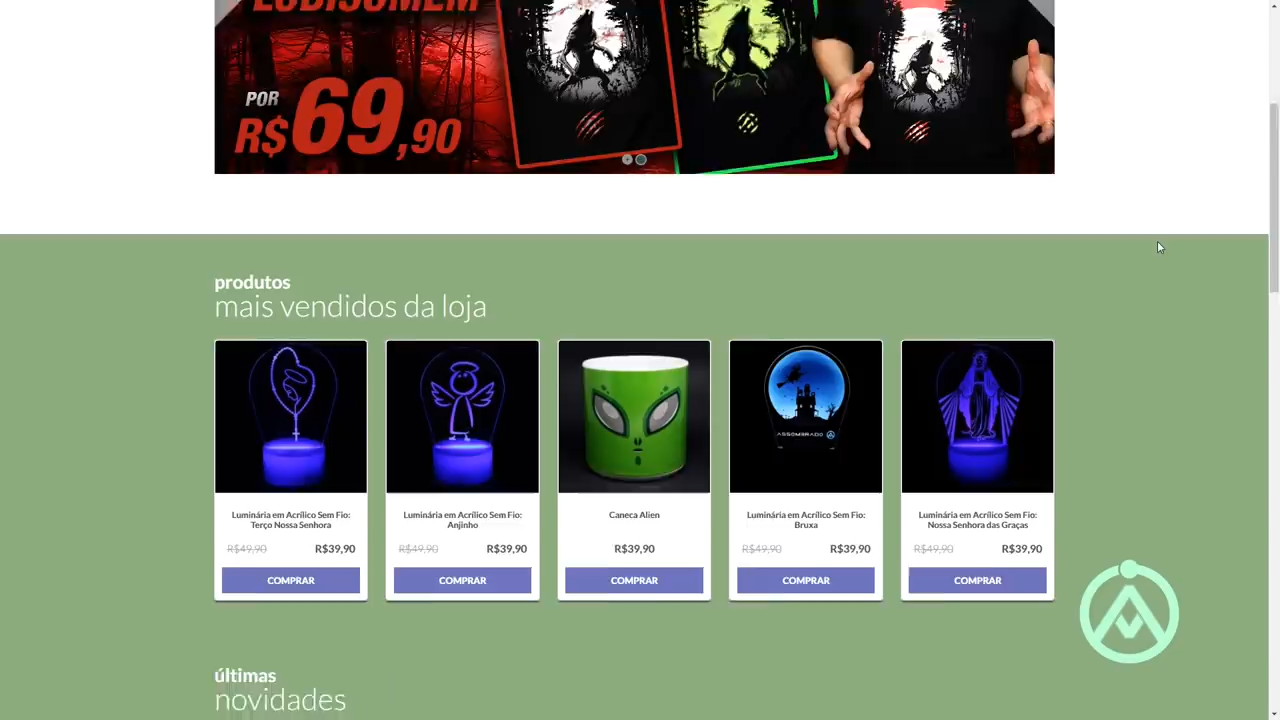 LOBISOMEM
POR
R$69,90
produtos
mais vendidos da loja
ASSOMBRADO
Luminária em Acrílico Sem Fio:
Terço Nossa Senhora
R$49,90 R$39,90
COMPRAR
Luminária em Acrílico Sem Fio:
Anjinho
R$49,90 R$39,90
COMPRAR
Caneca Alien
R$39,90
COMPRAR
Luminária em Acrílico Sem Fio:
Bruxa
R$49,90 R$39,90
COMPRAR
Luminária em Acrílico Sem Fio:
Nossa Senhora das Graças
R$49,90 R$39,90
COMPRAR
últimas
novidades